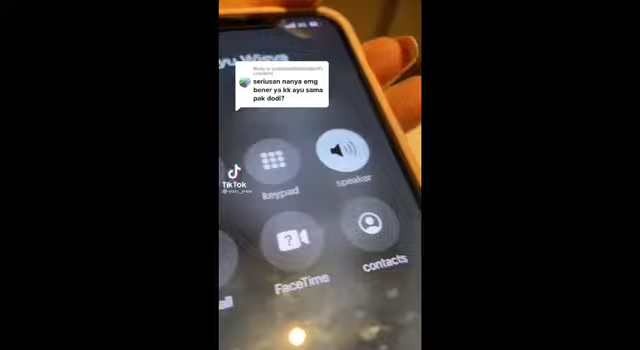 seriusan nanya emg
bener ya kk ayu sama
pak dodi?
keypad
speaker
TikTok
FaceTime
contacts